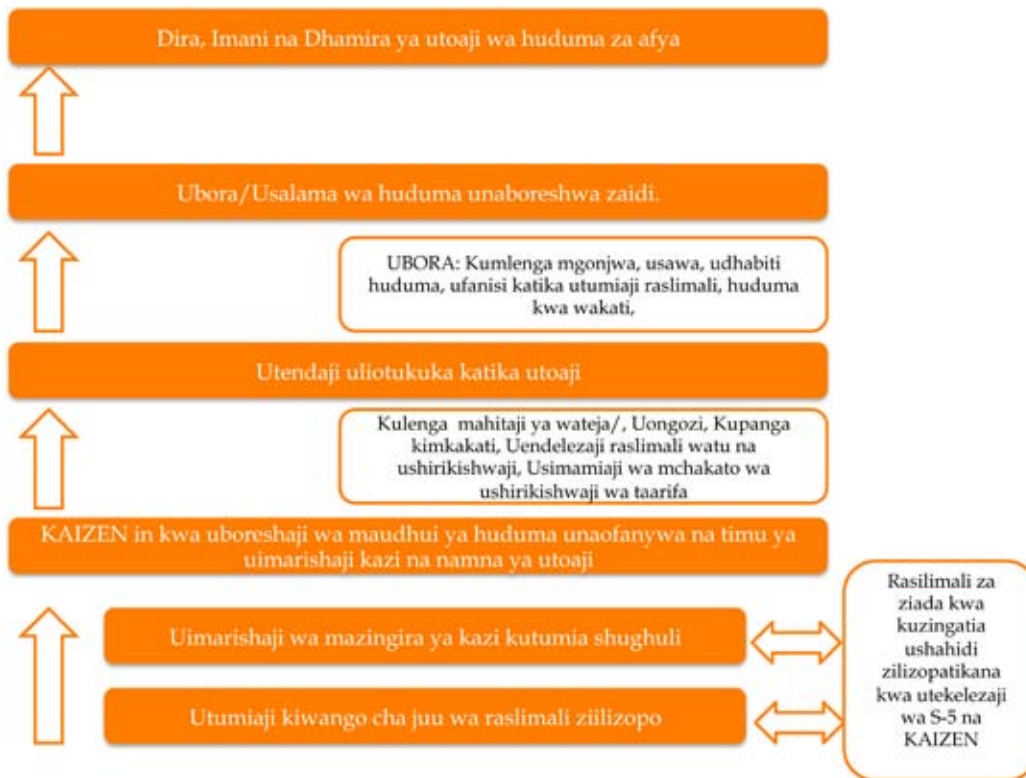 Dira, Imani na Dhamira ya utoaji wa huduma za afya
Ubora/Usalama wa huduma unaboreshwa zaidi.
UBORA: Kumlenga mgonjwa, usawa, udhabiti
huduma, ufanisi katika utumiaji raslimali, huduma
kwa wakati,
Utendaji uliotukuka katika utoaji
Kulenga mahitaji ya wateja/, Uongozi, Kupanga
kimkakati, Uendelezaji raslimali watu na
ushirikishwaji, Usimamiaji wa mchakato wa
ushirikishwaji wa taarifa
KAIZEN in kwa uboreshaji wa maudhui ya huduma unaofanywa na timu ya
uimarishaji kazi na namna ya utoaji
Uimarishaji wa mazingira ya kazi kutumia shughuli
Utumiaji kiwango cha juu wa raslimali ziilizopo
Rasilimali za
ziada kwa
kuzingatia
ushahidi
zilizopatikana
kwa utekelezaji
wa S-5 na
KAIZEN